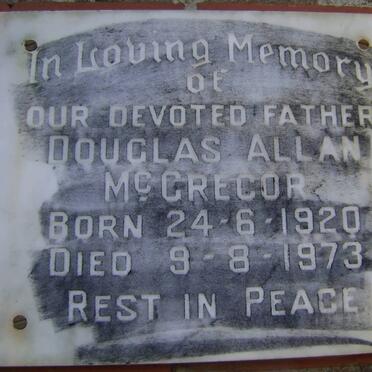 In Loving Memory
of
OUR DEVOTED FATHER
DOUGLAS ALLAN
McGREGOR
BORN 24-6-1920
DIED 9-8-1973
REST IN PEACE